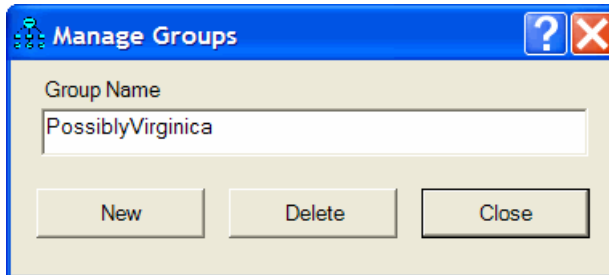 Manage Groups
Group Name
PossiblyVirginica
New Delete Close